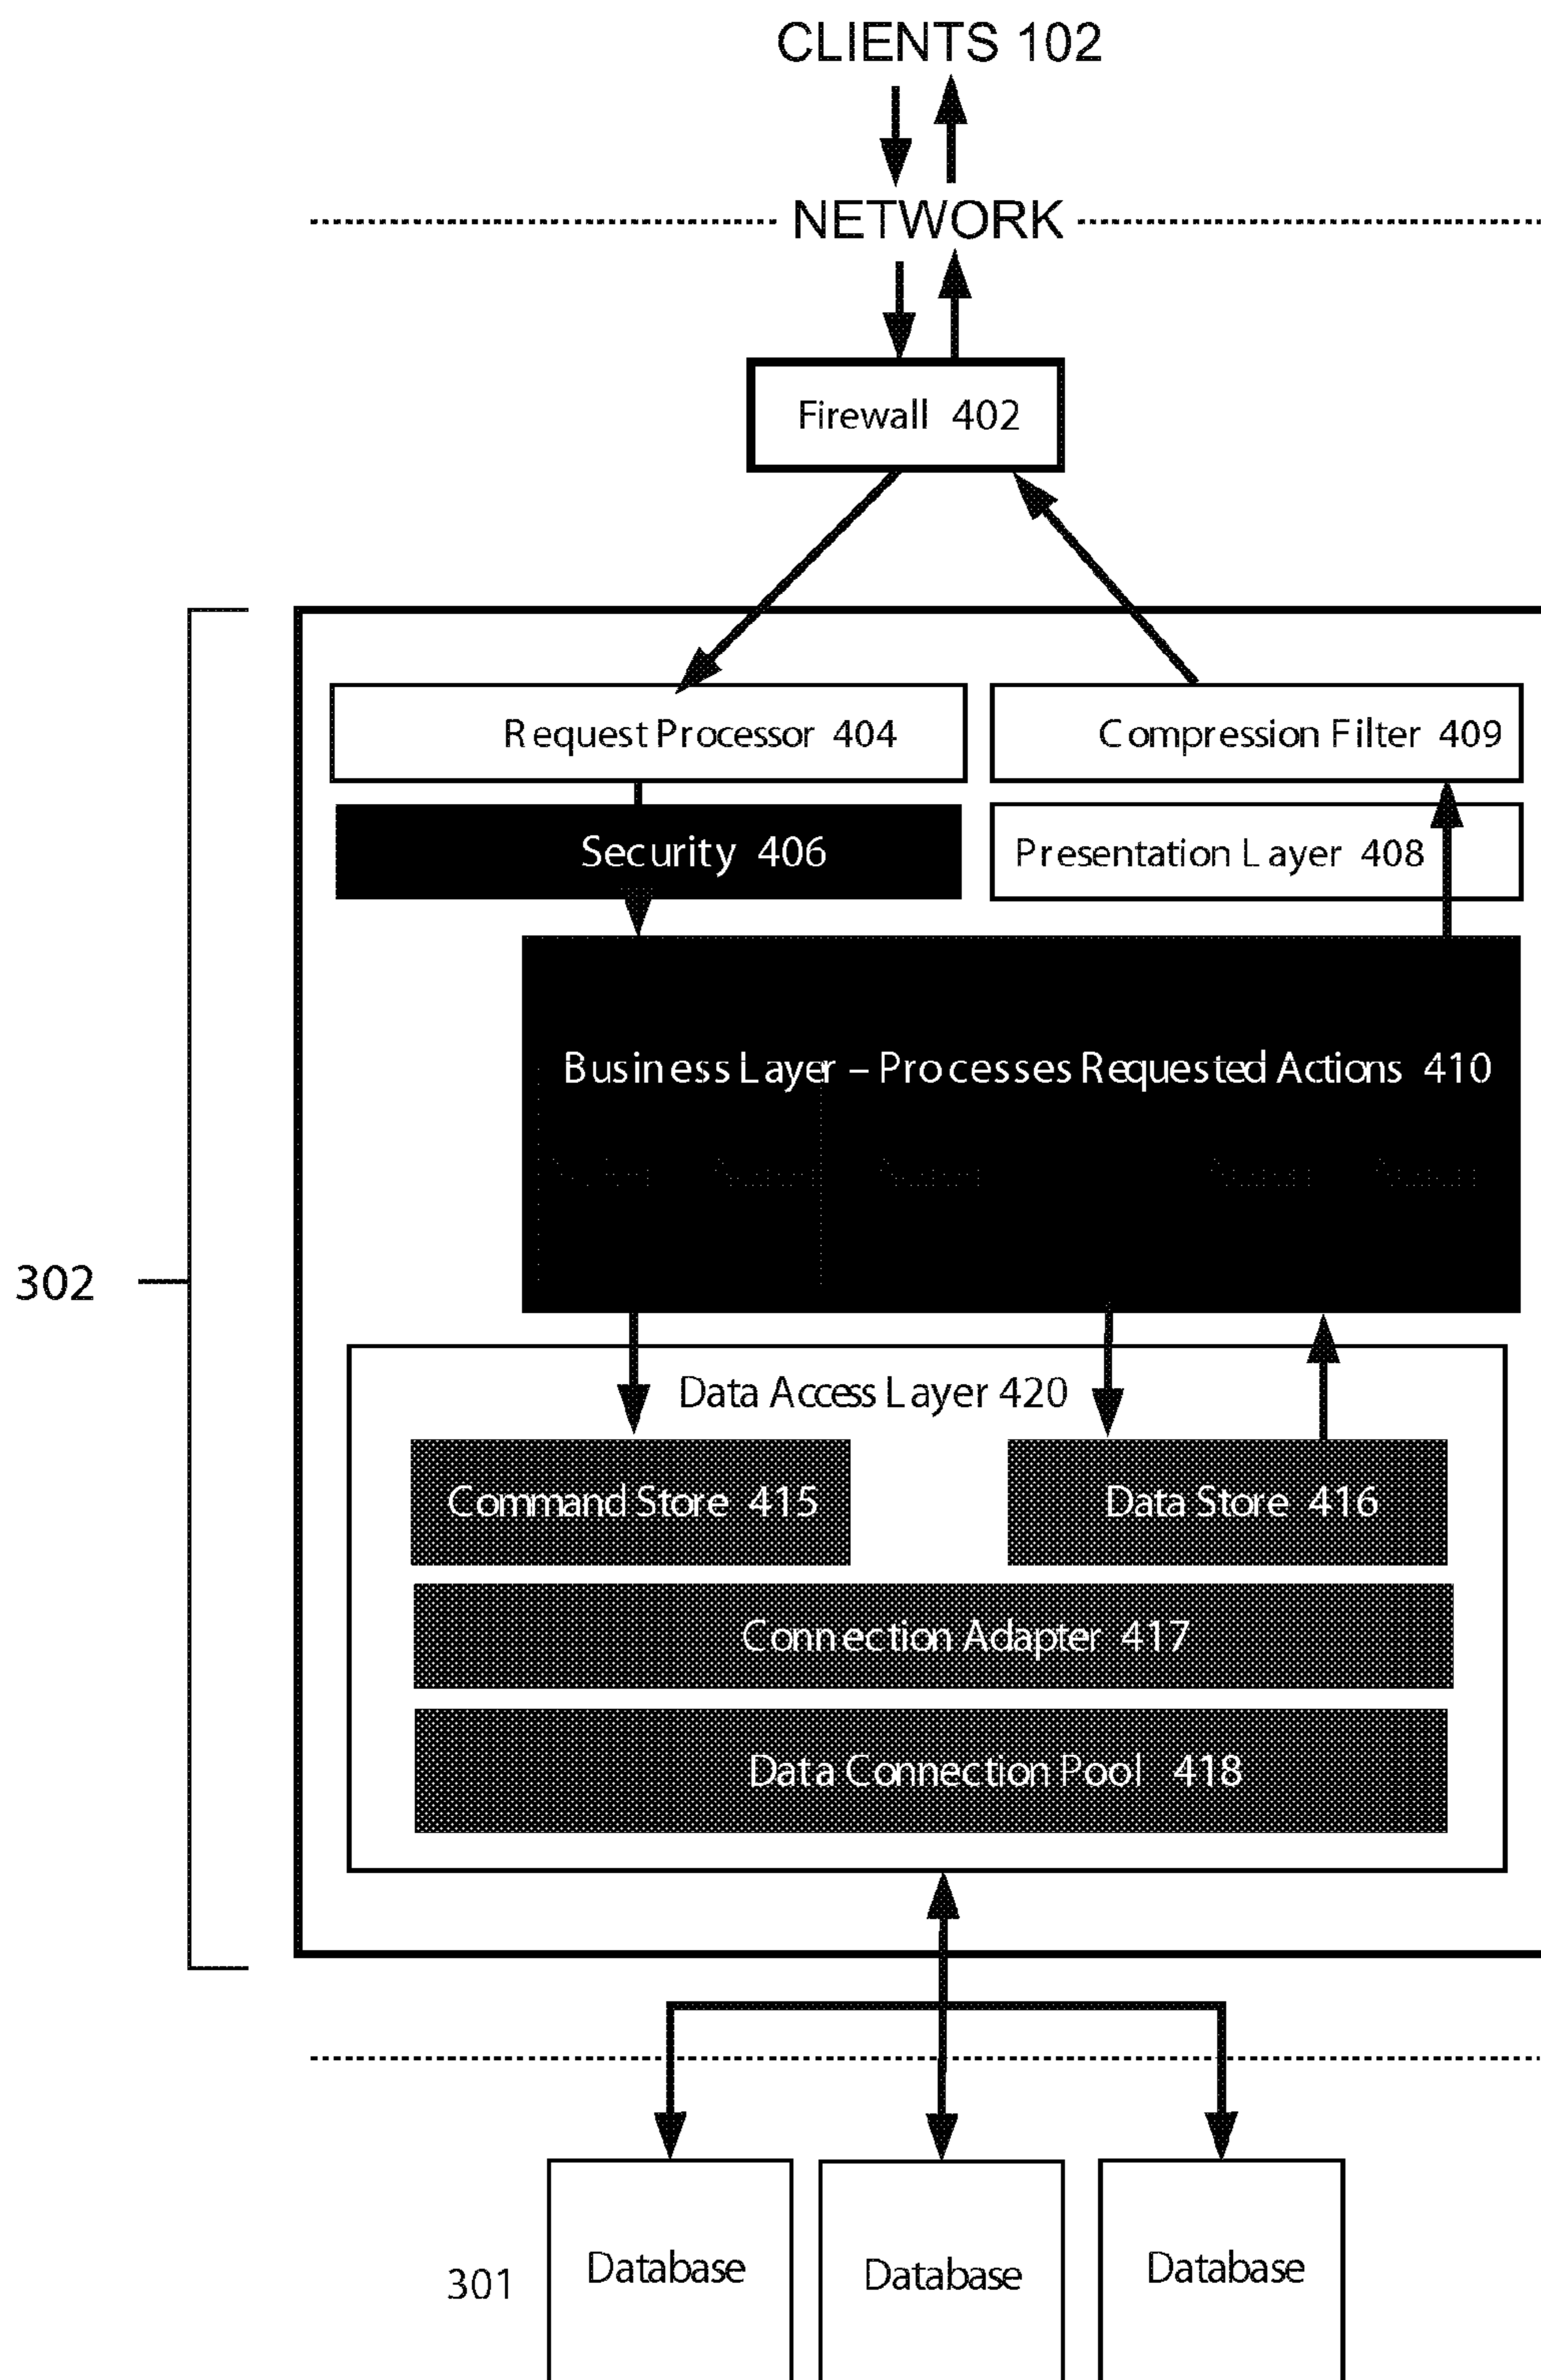 CLIENTS 102
NETWORK
Firewall 402
Request Processor 404
Compression Filter 409
Security 406
Presentation Layer 408
Business Layer – Processes Requested Actions 410
302
Data Access Layer 420
Command Store 415
Data Store 416
Connection Adapter 417
Data Connection Pool 418
301
Database
Database
Database